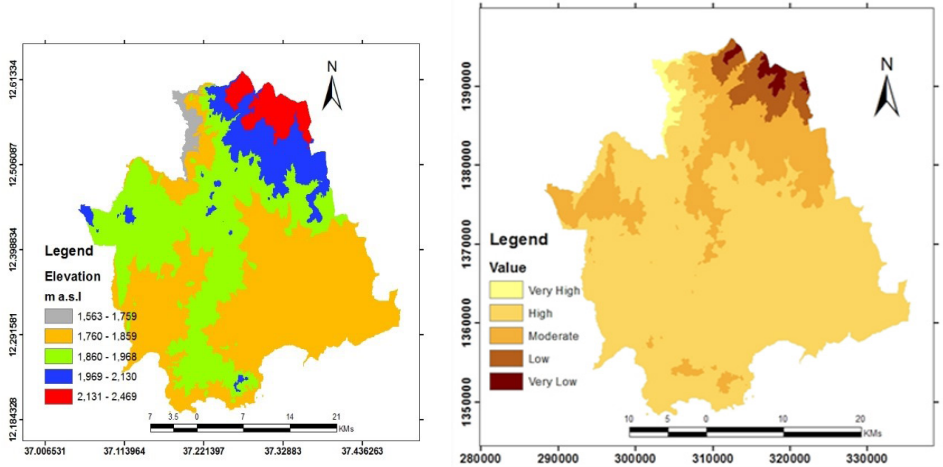 N
12.61334
12.506087
12.398834
12.291581
12.184328
Legend
Elevation
m a.s.l
1,563 - 1,759
1,760 - 1,859
1,860 - 1,968
1,969 - 2,130
2,131 - 2,469
7 3.5 0 7 14 21
KMs
37.006531 37.113964 37.221397 37.32883 37.436263
N
1390000
1380000
1370000
1360000
1350000
Legend
Value
Very High
High
Moderate
Low
Very Low
10 5 0 10 20
KMs
280000 290000 300000 310000 320000 330000